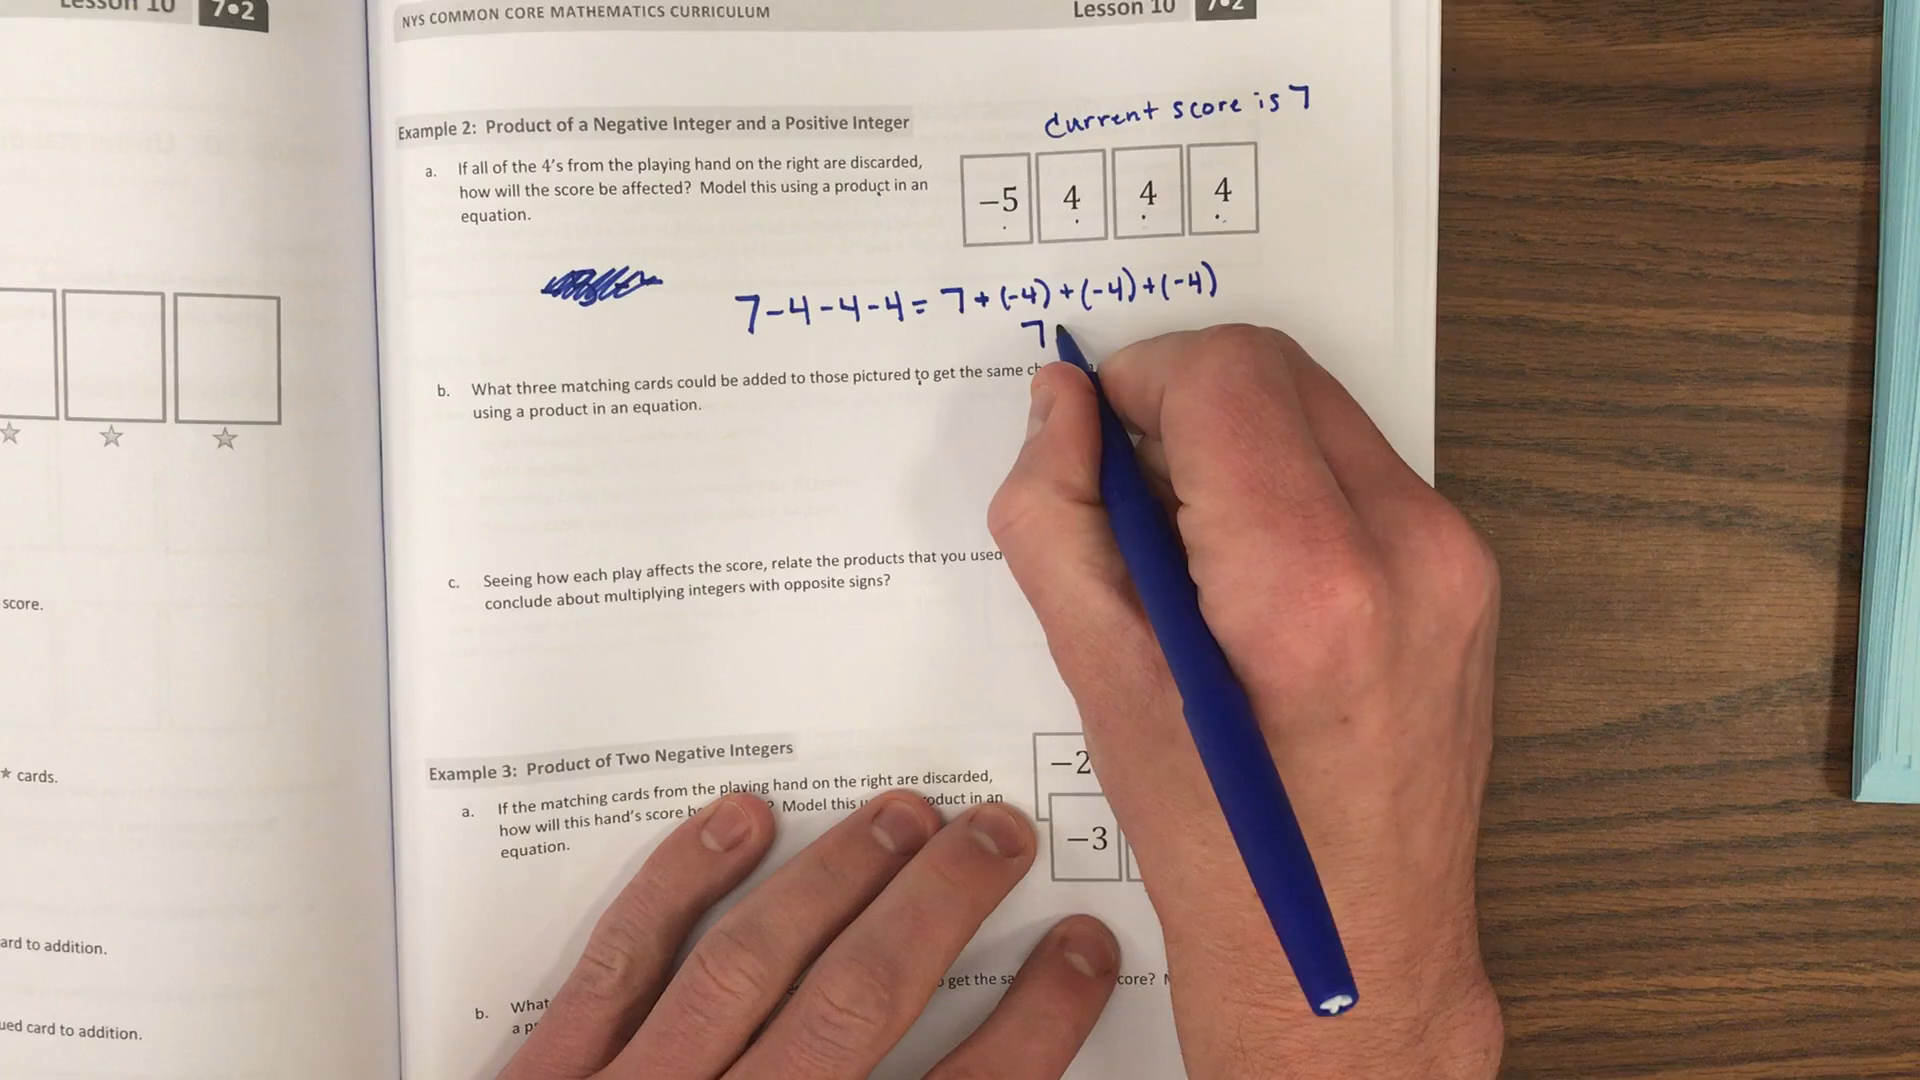 Lesson 10
7•2
score.
* cards.
ard to addition.
ued card to addition.
NYS COMMON CORE MATHEMATICS CURRICULUM
Lesson 10
7•2
Example 2: Product of a Negative Integer and a Positive Integer
current score is 7
a. If all of the 4's from the playing hand on the right are discarded,
how will the score be affected? Model this using a product in an
equation.
−5 4 4 4
7-4-4-4= 7+(-4)+(-4)+(-4)
7
b. What three matching cards could be added to those pictured to get the same
using a product in an equation.
c. Seeing how each play affects the score, relate the products that you used
conclude about multiplying integers with opposite signs?
Example 3: Product of Two Negative Integers
a. If the matching cards from the playing hand on the right are discarded,
how will this hand's score Model this product in an
equation.
−2
−3
b. What get the core?
a